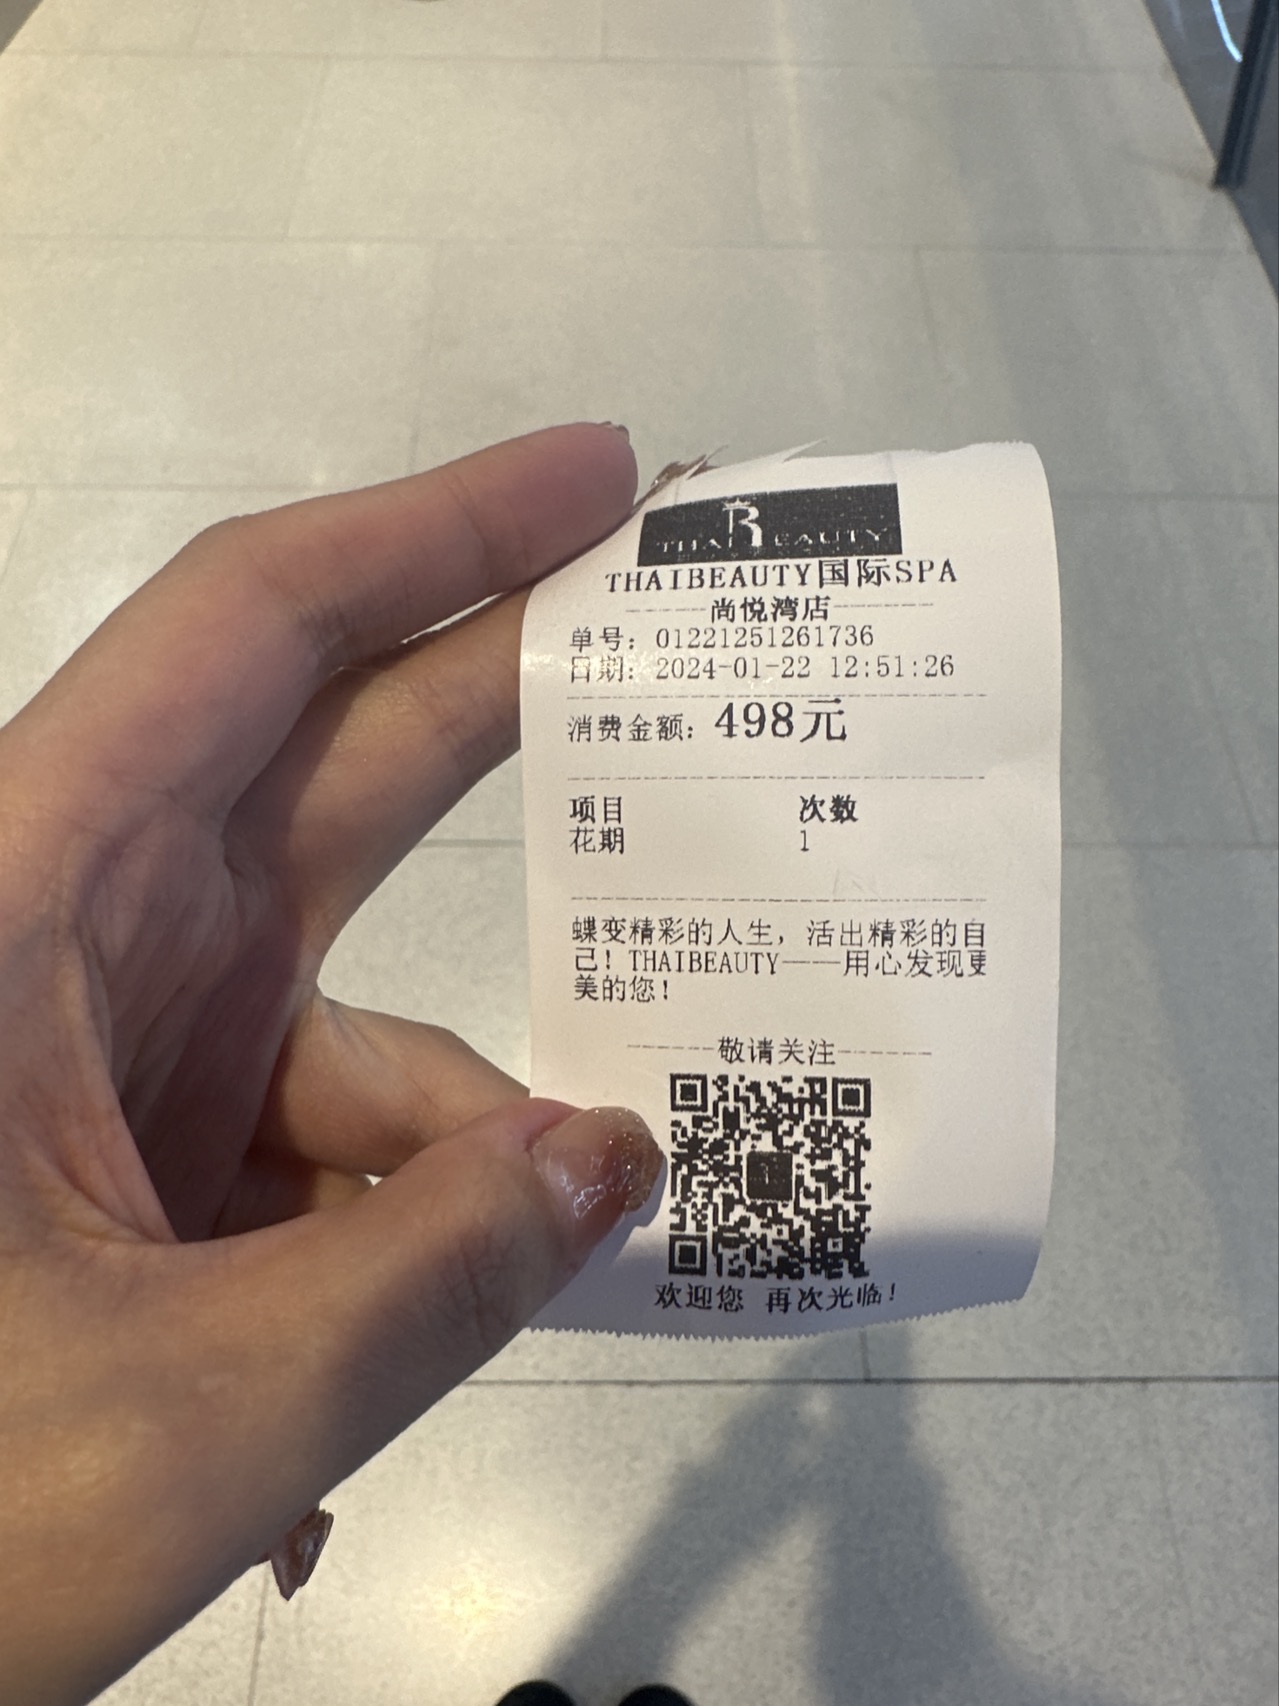 THAI BEAUTY
THAIBEAUTY国际SPA
尚悦湾店
单号: 01221251261736
日期: 2024-01-22 12:51:26
消费金额: 498元
项目 次数
花期 1
蝶变精彩的人生, 活出精彩的自
己! THAIBEAUTY——用心发现更
美的您!
敬请关注
欢迎您 再次光临!